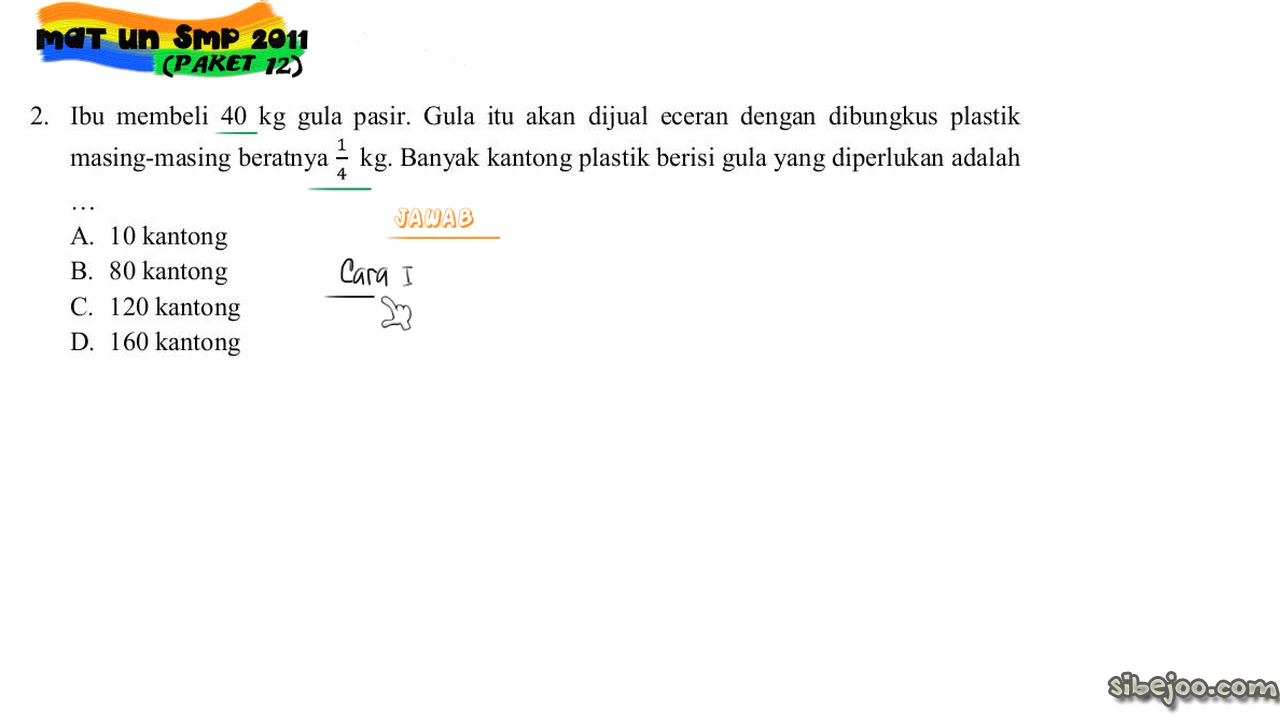 MAT UN SMP 2011
(PAKET 12)
2. Ibu membeli 40 kg gula pasir. Gula itu akan dijual eceran dengan dibungkus plastik
masing-masing beratnya 1/4 kg. Banyak kantong plastik berisi gula yang diperlukan adalah
…
JAWAB
A. 10 kantong
B. 80 kantong
C. 120 kantong
D. 160 kantong
Cara I
sibejoo.com